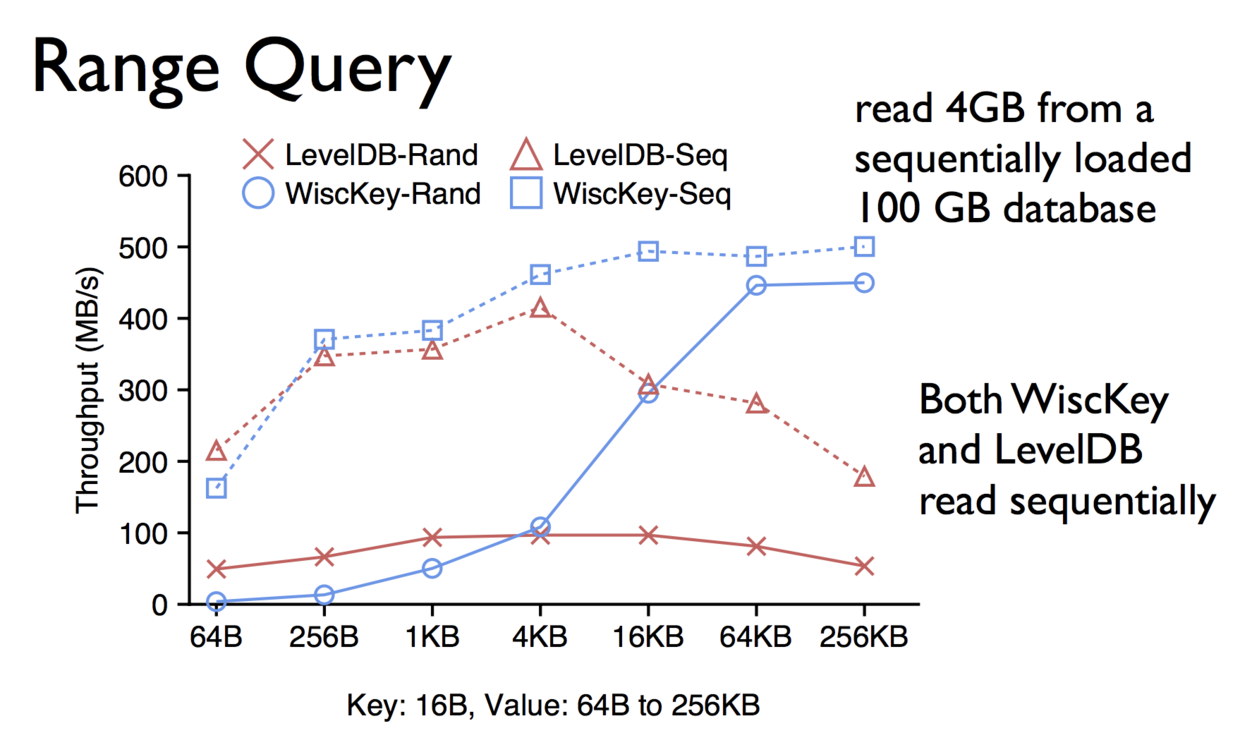 Range Query
read 4GB from a
sequentially loaded
100 GB database
LevelDB-Rand
LevelDB-Seq
WiscKey-Rand
WiscKey-Seq
600
500
400
300
200
100
0
Throughput (MB/s)
64B
256B
1KB
4KB
16KB
64KB
256KB
Key: 16B, Value: 64B to 256KB
Both WiscKey
and LevelDB
read sequentially